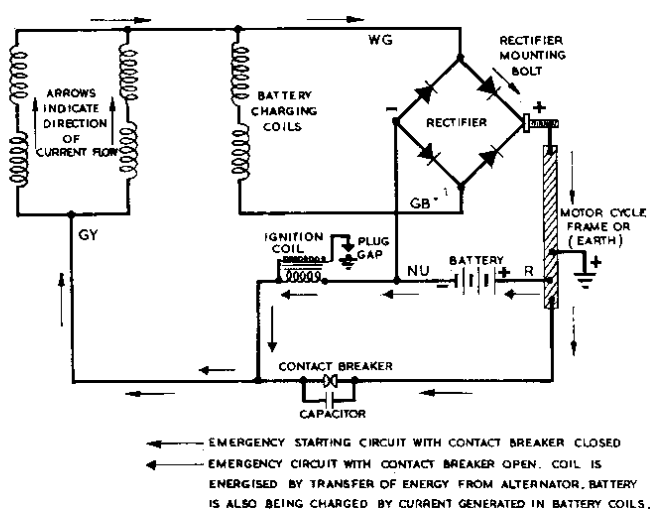 WG
RECTIFIER
MOUNTING
BOLT
ARROWS
INDICATE
DIRECTION
OF
CURRENT FLOW
BATTERY
CHARGING
COILS
−
RECTIFIER
+
GB
GY
IGNITION
COIL
PLUG
GAP
NU
BATTERY
−
+
R
MOTOR CYCLE
FRAME OR
(EARTH)
+
CONTACT BREAKER
CAPACITOR
EMERGENCY STARTING CIRCUIT WITH CONTACT BREAKER CLOSED
EMERGENCY CIRCUIT WITH CONTACT BREAKER OPEN. COIL IS
ENERGISED BY TRANSFER OF ENERGY FROM ALTERNATOR. BATTERY
IS ALSO BEING CHARGED BY CURRENT GENERATED IN BATTERY COILS.